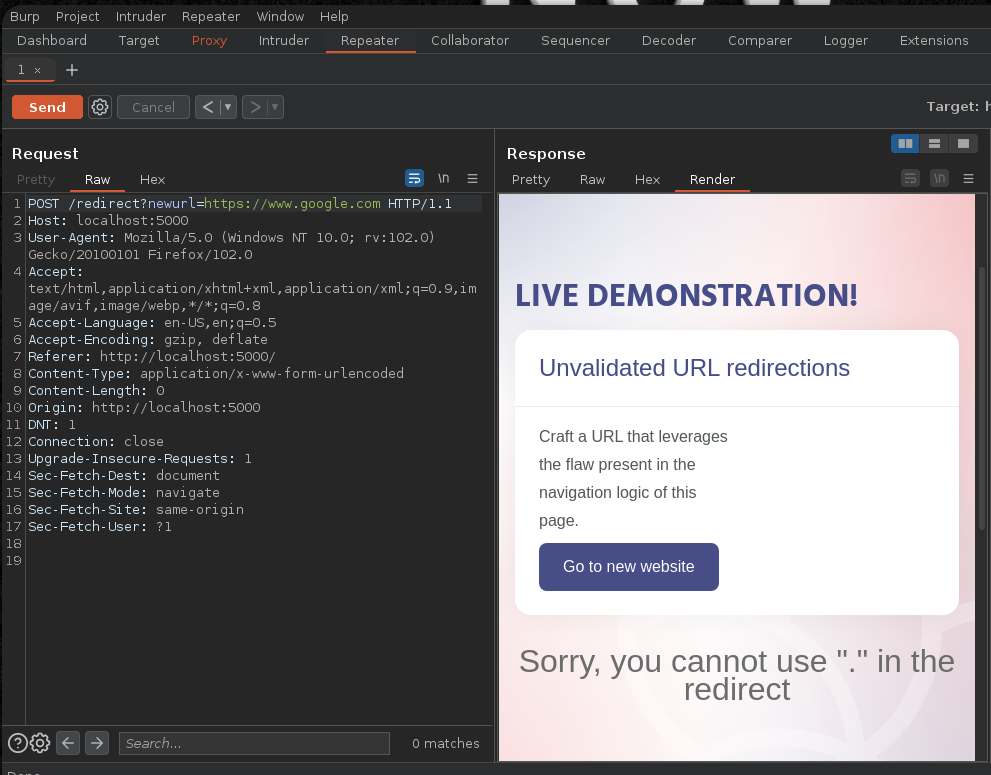 Burp Project Intruder Repeater Window Help
Dashboard Target Proxy Intruder Repeater Collaborator Sequencer Decoder Comparer Logger Extensions
1 × +
Send Cancel < > Target: h
Request
Pretty Raw Hex \n
1 POST /redirect?newurl=https://www.google.com HTTP/1.1
2 Host: localhost:5000
3 User-Agent: Mozilla/5.0 (Windows NT 10.0; rv:102.0)
Gecko/20100101 Firefox/102.0
4 Accept:
text/html,application/xhtml+xml,application/xml;q=0.9,im
age/avif,image/webp,*/*;q=0.8
5 Accept-Language: en-US,en;q=0.5
6 Accept-Encoding: gzip, deflate
7 Referer: http://localhost:5000/
8 Content-Type: application/x-www-form-urlencoded
9 Content-Length: 0
10 Origin: http://localhost:5000
11 DNT: 1
12 Connection: close
13 Upgrade-Insecure-Requests: 1
14 Sec-Fetch-Dest: document
15 Sec-Fetch-Mode: navigate
16 Sec-Fetch-Site: same-origin
17 Sec-Fetch-User: ?1
18
19
Search...
0 matches
Response
Pretty Raw Hex Render \n
LIVE DEMONSTRATION!
Unvalidated URL redirections
Craft a URL that leverages
the flaw present in the
navigation logic of this
page.
Go to new website
Sorry, you cannot use "." in the
redirect